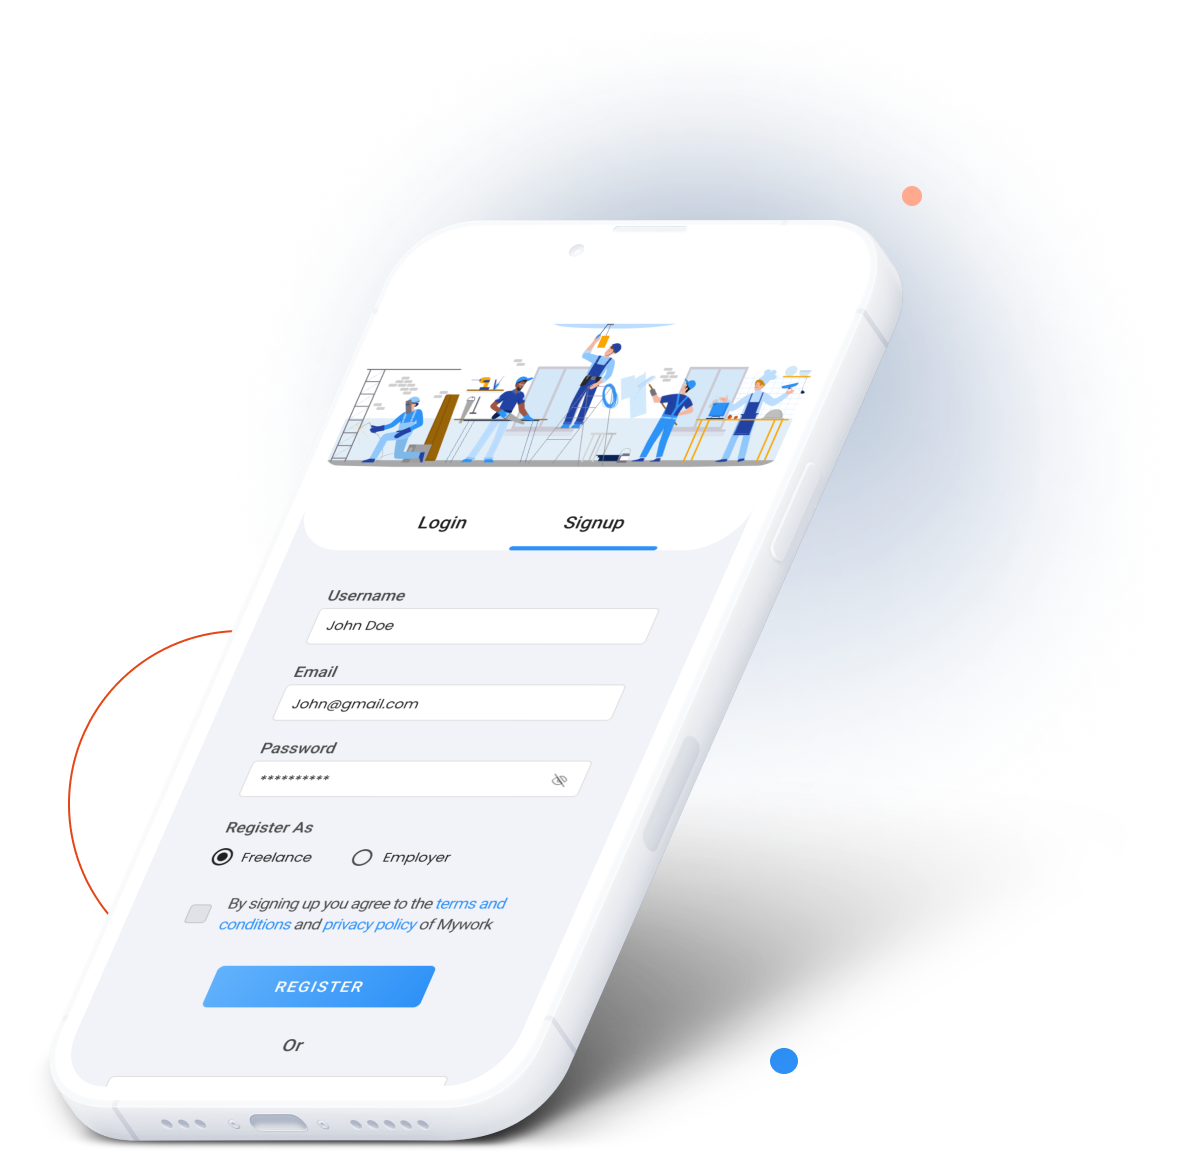 Login Signup
Username
John Doe
Email
John@gmail.com
Password
**********
Register As
Freelance Employer
By signing up you agree to the terms and
conditions and privacy policy of Mywork
REGISTER
Or